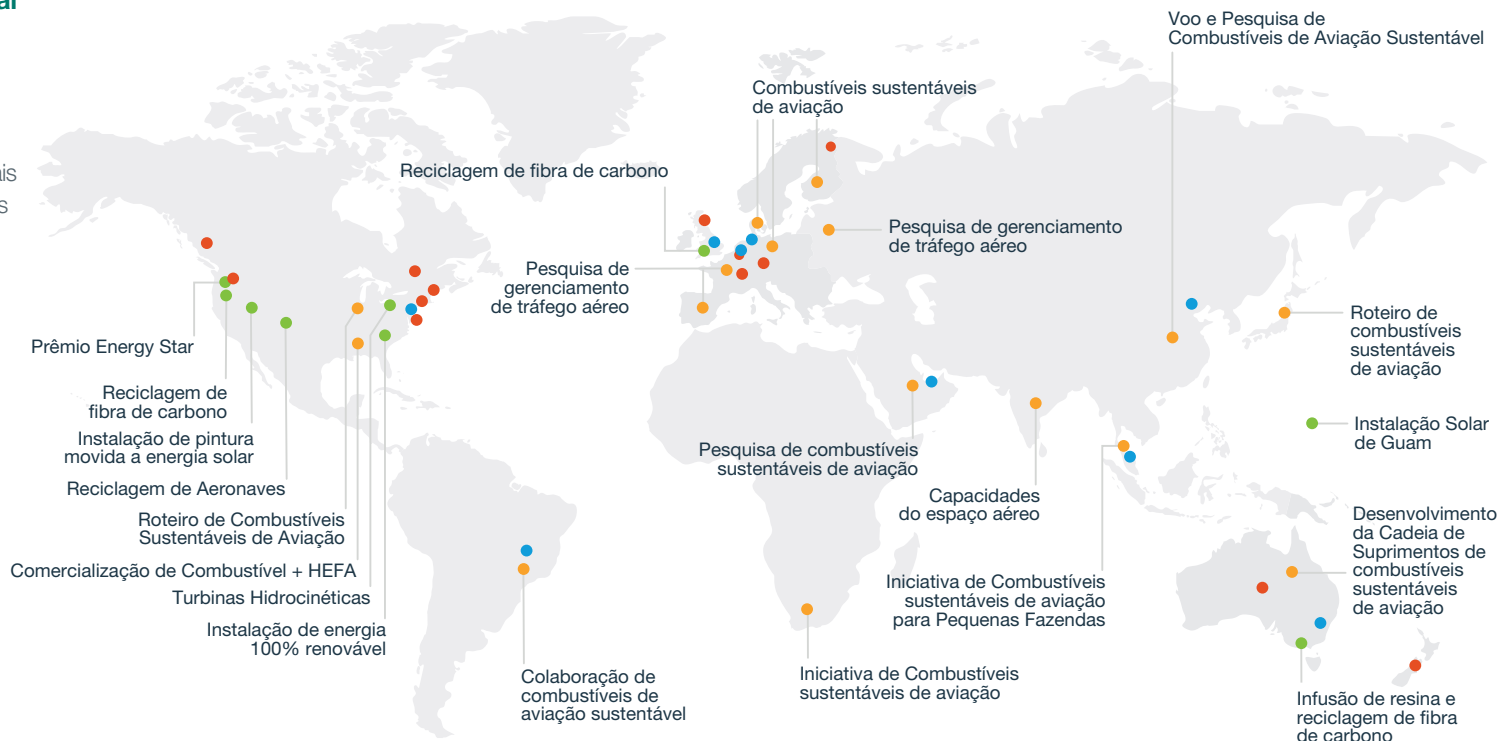 Voo e Pesquisa de
Combustíveis de Aviação Sustentável
Combustíveis sustentáveis
de aviação
Reciclagem de fibra de carbono
Pesquisa de gerenciamento
de tráfego aéreo
Pesquisa de
gerenciamento
de tráfego aéreo
Prêmio Energy Star
Reciclagem de
fibra de carbono
Instalação de pintura
movida a energia solar
Reciclagem de Aeronaves
Roteiro de Combustíveis
Sustentáveis de Aviação
Comercialização de Combustível + HEFA
Turbinas Hidrocinéticas
Instalação de energia
100% renovável
Colaboração de
combustíveis de
aviação sustentável
Pesquisa de combustíveis
sustentáveis de aviação
Capacidades
do espaço aéreo
Iniciativa de Combustíveis
sustentáveis de aviação
para Pequenas Fazendas
Iniciativa de Combustíveis
sustentáveis de aviação
Roteiro de
combustíveis
sustentáveis
de aviação
Instalação Solar
de Guam
Desenvolvimento
da Cadeia de
Suprimentos de
combustíveis
sustentáveis
de aviação
Infusão de resina e
reciclagem de fibra
de carbono